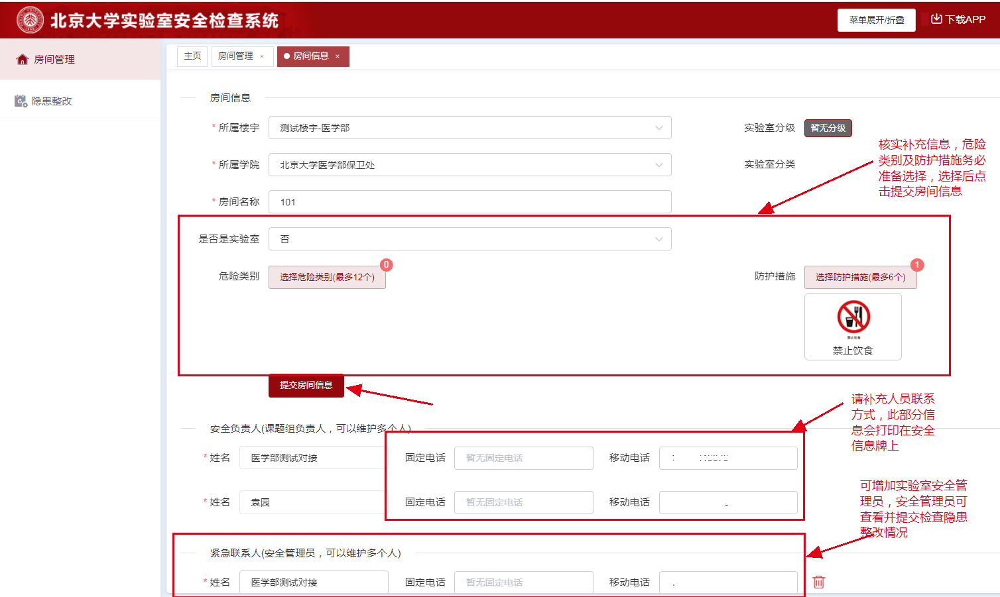 北京大学实验室安全检查系统
菜单展开/折叠
下载APP
房间管理
隐患整改
主页
房间管理 ×
房间信息 ×
房间信息
* 所属楼宇 测试楼宇-医学部
实验室分级 暂无分级
* 所属学院 北京大学医学部保卫处
实验室分类
* 房间名称 101
核实补充信息，危险
类别及防护措施务必
准备选择，选择后点
击提交房间信息
是否是实验室 否
危险类别 选择危险类别(最多12个) 0
防护措施 选择防护措施(最多6个) 1
禁止饮食
禁止饮食
提交房间信息
请补充人员联系
方式，此部分信
息会打印在安全
信息牌上
安全负责人(课题组负责人，可以维护多个人)
* 姓名 医学部测试对接 固定电话 暂无固定电话 移动电话
* 姓名 袁园 固定电话 暂无固定电话 移动电话
可增加实验室安全管
理员，安全管理员可
查看并提交检查隐患
整改情况
紧急联系人(安全管理员，可以维护多个人)
* 姓名 医学部测试对接 固定电话 暂无固定电话 移动电话